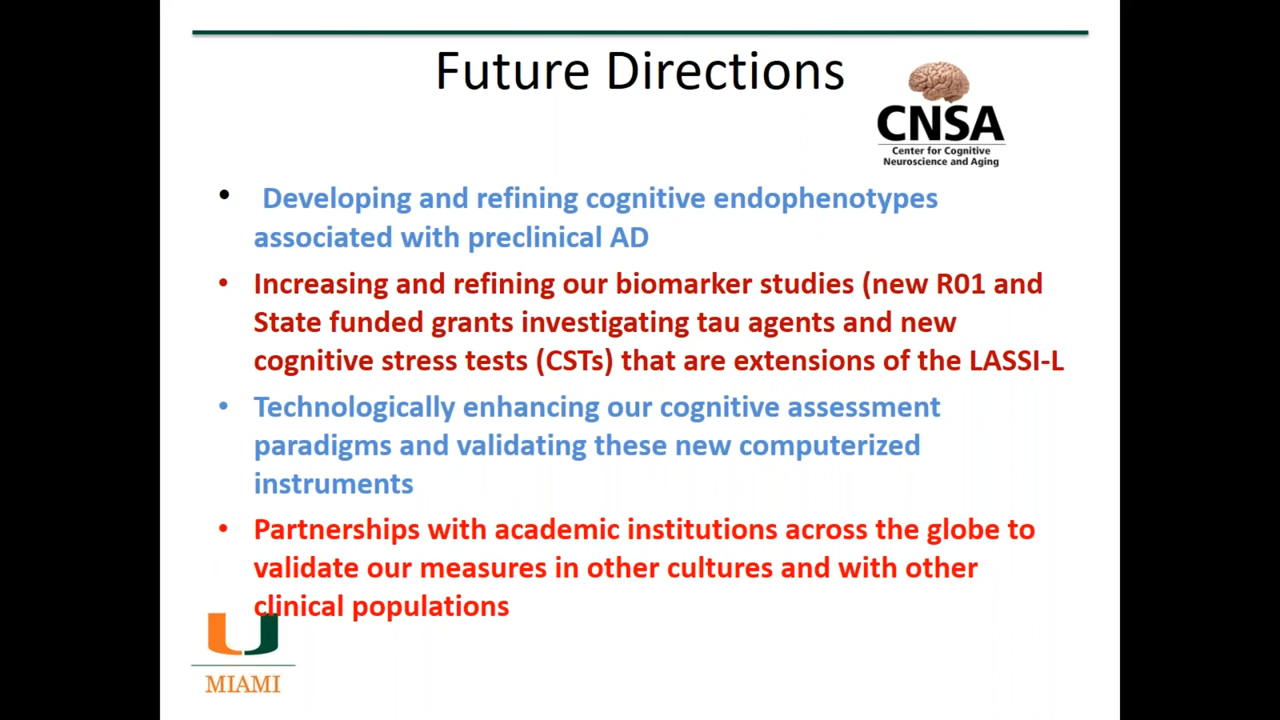 Future Directions
CNSA
Center for Cognitive
Neuroscience and Aging
• Developing and refining cognitive endophenotypes
associated with preclinical AD
• Increasing and refining our biomarker studies (new R01 and
State funded grants investigating tau agents and new
cognitive stress tests (CSTs) that are extensions of the LASSI-L
• Technologically enhancing our cognitive assessment
paradigms and validating these new computerized
instruments
• Partnerships with academic institutions across the globe to
validate our measures in other cultures and with other
clinical populations
U
MIAMI